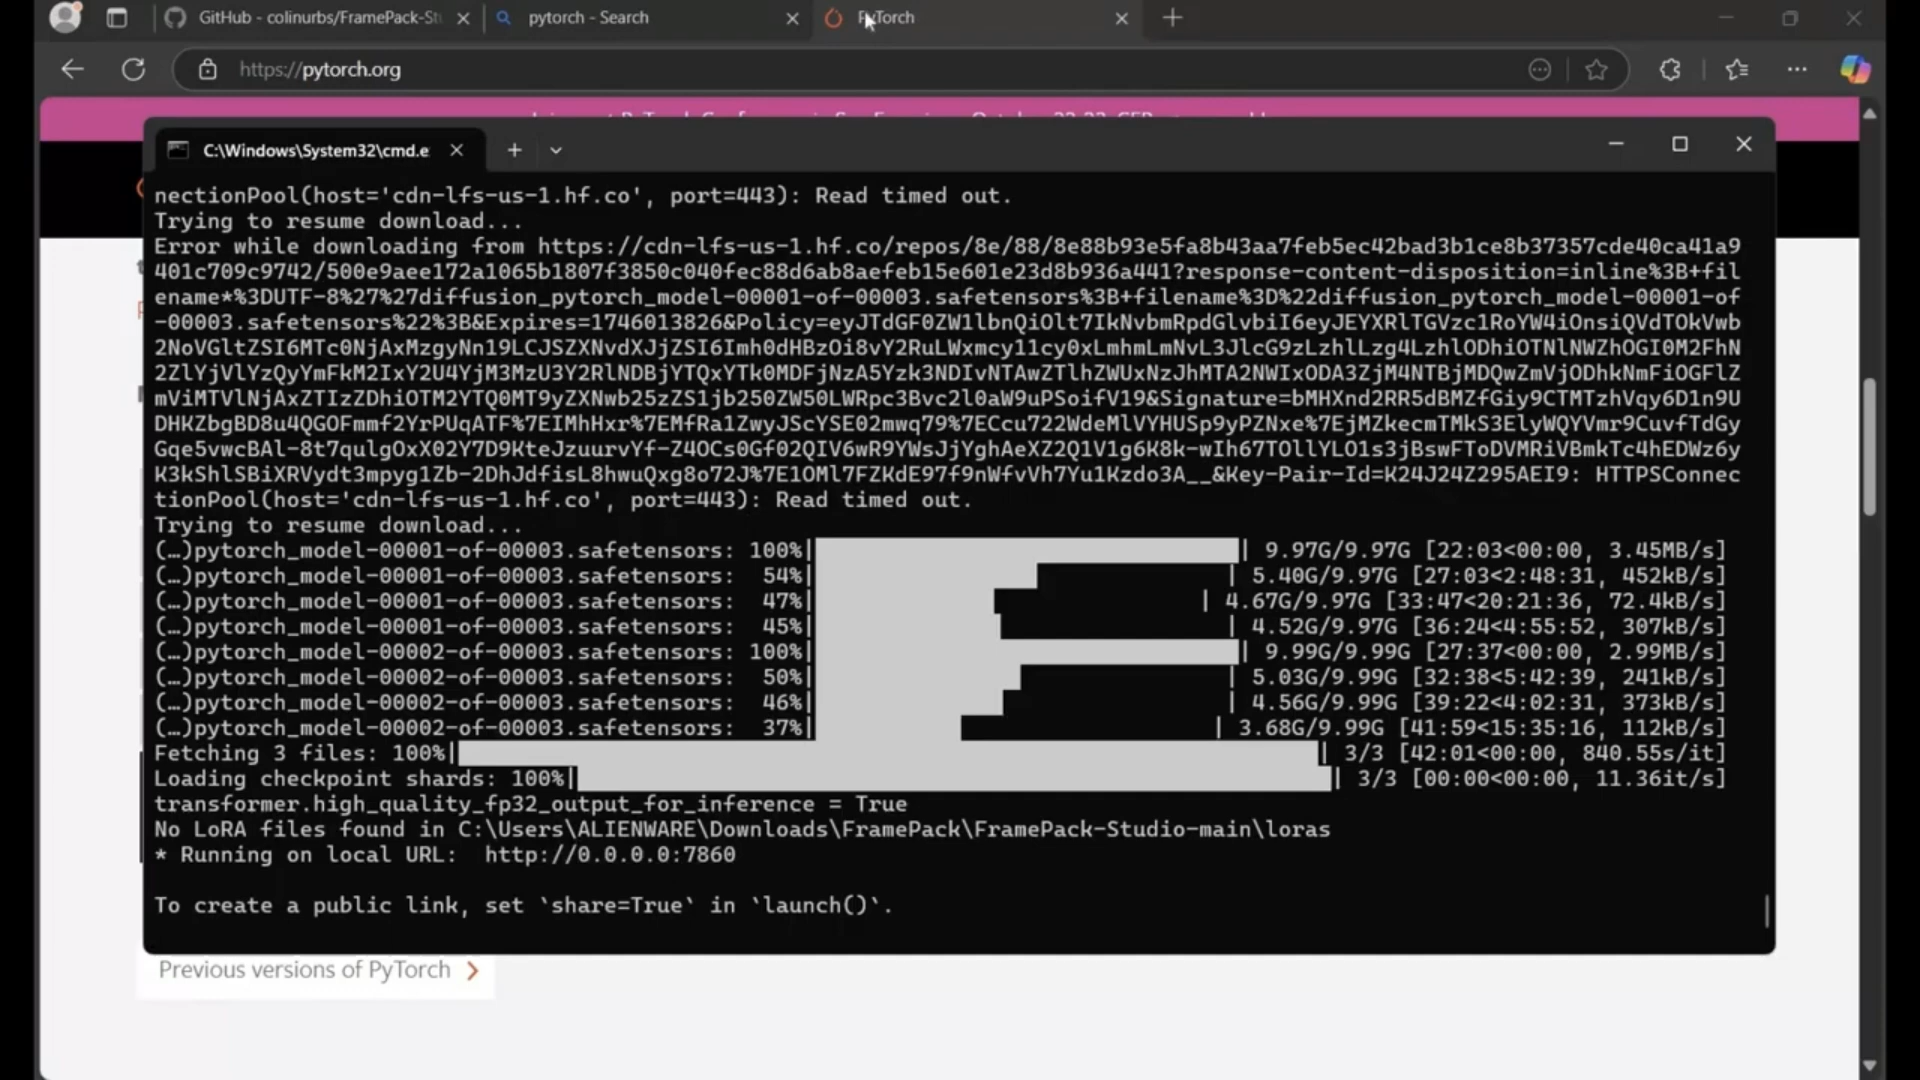 GitHub - colinurbs/FramePack-Stu
pytorch - Search
PyTorch
https://pytorch.org
C:\Windows\System32\cmd.e
nectionPool(host='cdn-lfs-us-1.hf.co', port=443): Read timed out.
Trying to resume download...
Error while downloading from https://cdn-lfs-us-1.hf.co/repos/8e/88/8e88b93e5fa8b43aa7feb5ec42bad3b1ce8b37357cde40ca41a9
401c709c9742/500e9aee172a1065b1807f3850c040fec88d6ab8aefeb15e601e23d8b936a441?response-content-disposition=inline%3B+fil
ename*%3DUTF-8%27%27diffusion_pytorch_model-00001-of-00003.safetensors%3B+filename%3D%22diffusion_pytorch_model-00001-of
-00003.safetensors%22%3B&Expires=1746013826&Policy=eyJTdGF0ZW1lbnQiOlt7IkNvbmRpdGlvbiI6eyJEYXRlTGVzc1RoYW4iOnsiQVdTOkVwb
2NoVGltZSI6MTc0NjAxMzgyNn19LCJSZXNvdXJjZSI6Imh0dHBzOi8vY2RuLWxmcy11cy0xLmhmLmNvL3JlcG9zLzhlLzg4LzhlODhiOTNlNWZhOGI0M2FhN
2ZlYjVlYzQyYmFkM2IxY2U4YjM3MzU3Y2RlNDBjYTQxYTk0MDFjNzA5Yzk3NDIvNTAwZTlhZWUxNzJhMTA2NWIxODA3ZjM4NTBjMDQwZmVjODhkNmFiOGFlZ
mViMTVlNjAxZTIzZDhiOTM2YTQ0MT9yZXNwb25zZS1jb250ZW50LWRpc3Bvc2l0aW9uPSoifV19&Signature=bMHXnd2RR5dBMZfGiy9CTMTzhVqy6D1n9U
DHKZbgBD8u4QGOFmmf2YrPUqATF%7EIMhHxr%7EMfRa1ZwyJScYSE02mwq79%7ECcu722WdeMlVYHUSp9yPZNxe%7EjMZkecmTMkS3ElyWQYVmr9CuvfTdGy
Gqe5vwcBAl-8t7qulgOxX02Y7D9KteJzuurvYf-Z4OCs0Gf02QIV6wR9YWsJjYghAeXZ2Q1V1g6K8k-wIh67TOllYLO1s3jBswFToDVMRiVBmkTc4hEDWz6y
K3kShlSBiXRVydt3mpyg1Zb-2DhJdfisL8hwuQxg8o72J%7E1OMl7FZKdE97f9nWfvVh7Yu1Kzdo3A__&Key-Pair-Id=K24J24Z295AEI9: HTTPSConnec
tionPool(host='cdn-lfs-us-1.hf.co', port=443): Read timed out.
Trying to resume download...
(…)pytorch_model-00001-of-00003.safetensors: 100%| | 9.97G/9.97G [22:03<00:00, 3.45MB/s]
(…)pytorch_model-00001-of-00003.safetensors: 54%| | 5.40G/9.97G [27:03<2:48:31, 452kB/s]
(…)pytorch_model-00001-of-00003.safetensors: 47%| | 4.67G/9.97G [33:47<20:21:36, 72.4kB/s]
(…)pytorch_model-00001-of-00003.safetensors: 45%| | 4.52G/9.97G [36:24<4:55:52, 307kB/s]
(…)pytorch_model-00002-of-00003.safetensors: 100%| | 9.99G/9.99G [27:37<00:00, 2.99MB/s]
(…)pytorch_model-00002-of-00003.safetensors: 50%| | 5.03G/9.99G [32:38<5:42:39, 241kB/s]
(…)pytorch_model-00002-of-00003.safetensors: 46%| | 4.56G/9.99G [39:22<4:02:31, 373kB/s]
(…)pytorch_model-00002-of-00003.safetensors: 37%| | 3.68G/9.99G [41:59<15:35:16, 112kB/s]
Fetching 3 files: 100%| | 3/3 [42:01<00:00, 840.55s/it]
Loading checkpoint shards: 100%| | 3/3 [00:00<00:00, 11.36it/s]
transformer.high_quality_fp32_output_for_inference = True
No LoRA files found in C:\Users\ALIENWARE\Downloads\FramePack\FramePack-Studio-main\loras
* Running on local URL:  http://0.0.0.0:7860
To create a public link, set `share=True` in `launch()`.
Previous versions of PyTorch